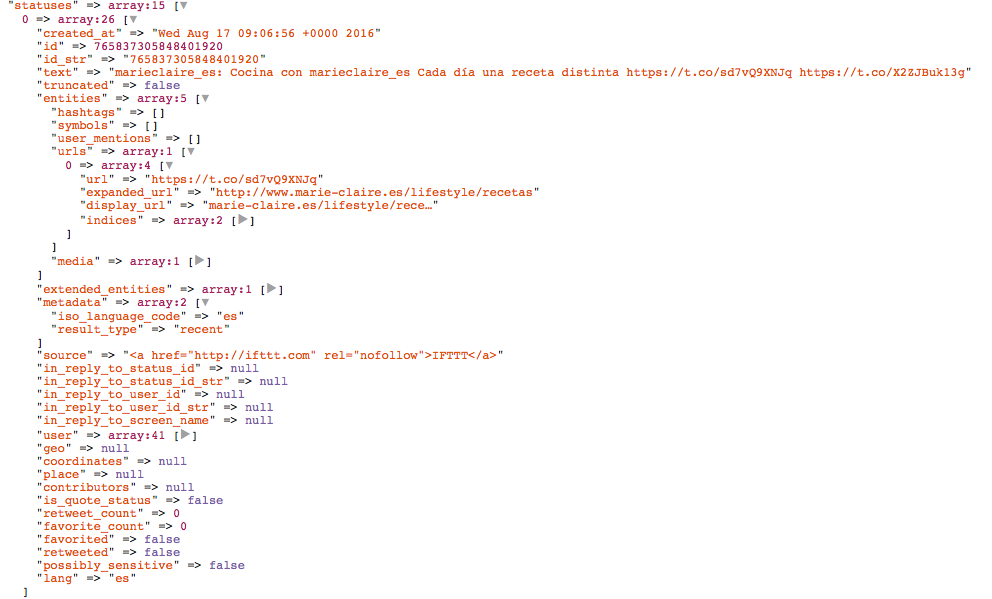 "statuses" => array:15 [▼
0 => array:26 [▼
"created_at" => "Wed Aug 17 09:06:56 +0000 2016"
"id" => 765837305848401920
"id_str" => "765837305848401920"
"text" => "marieclaire_es: Cocina con marieclaire_es Cada día una receta distinta https://t.co/sd7vQ9XNJq https://t.co/X2ZJBuk13g"
"truncated" => false
"entities" => array:5 [▼
"hashtags" => []
"symbols" => []
"user_mentions" => []
"urls" => array:1 [▼
0 => array:4 [▼
"url" => "https://t.co/sd7vQ9XNJq"
"expanded_url" => "http://www.marie-claire.es/lifestyle/recetas"
"display_url" => "marie-claire.es/lifestyle/rece…"
"indices" => array:2 [▶]
]
]
"media" => array:1 [▶]
]
"extended_entities" => array:1 [▶]
"metadata" => array:2 [▼
"iso_language_code" => "es"
"result_type" => "recent"
]
"source" => "<a href="http://ifttt.com" rel="nofollow">IFTTT</a>"
"in_reply_to_status_id" => null
"in_reply_to_status_id_str" => null
"in_reply_to_user_id" => null
"in_reply_to_user_id_str" => null
"in_reply_to_screen_name" => null
"user" => array:41 [▶]
"geo" => null
"coordinates" => null
"place" => null
"contributors" => null
"is_quote_status" => false
"retweet_count" => 0
"favorite_count" => 0
"favorited" => false
"retweeted" => false
"possibly_sensitive" => false
"lang" => "es"
]